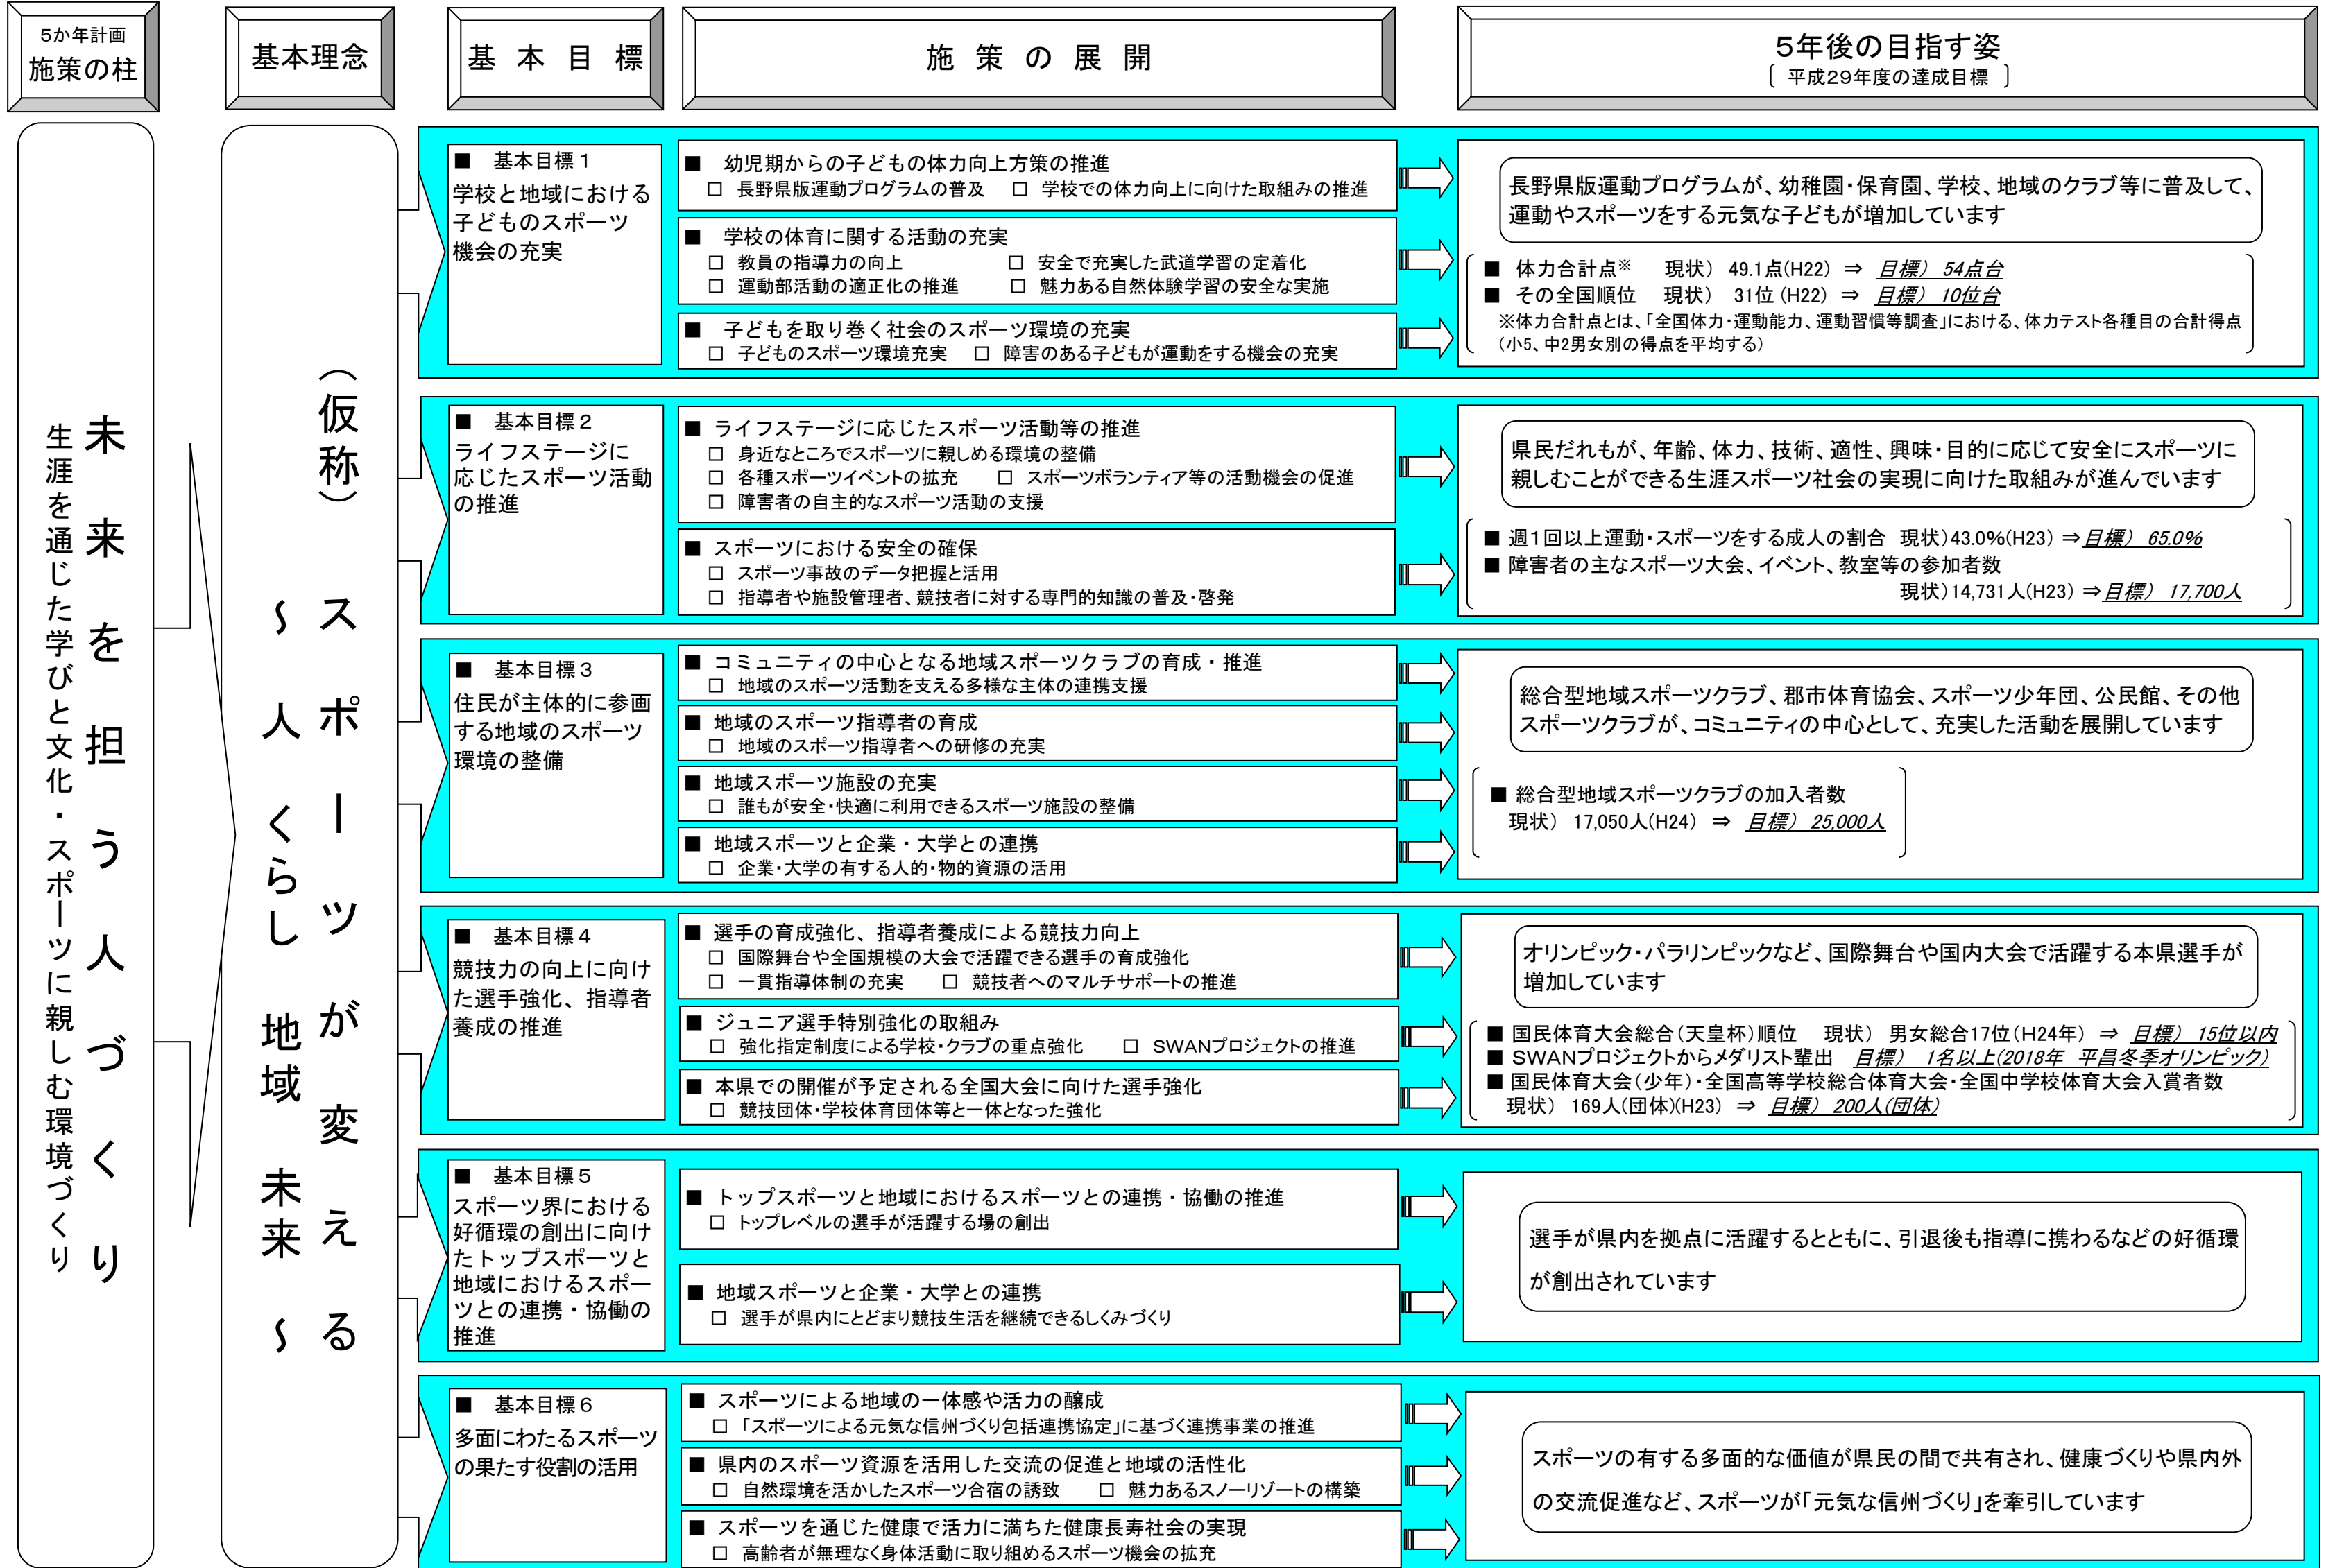 5か年計画
施策の柱
基本理念
基本目標
施策の展開
5年後の目指す姿
〔 平成29年度の達成目標 〕
未来を担う人づくり
生涯を通じた学びと文化・スポーツに親しむ環境づくり
（仮称） スポーツが変える
～ 人 くらし 地域 未来 ～
■ 基本目標1
学校と地域における
子どものスポーツ
機会の充実
■ 幼児期からの子どもの体力向上方策の推進
□ 長野県版運動プログラムの普及 □ 学校での体力向上に向けた取組みの推進
■ 学校の体育に関する活動の充実
□ 教員の指導力の向上 □ 安全で充実した武道学習の定着化
□ 運動部活動の適正化の推進 □ 魅力ある自然体験学習の安全な実施
■ 子どもを取り巻く社会のスポーツ環境の充実
□ 子どものスポーツ環境充実 □ 障害のある子どもが運動をする機会の充実
長野県版運動プログラムが、幼稚園・保育園、学校、地域のクラブ等に普及して、
運動やスポーツをする元気な子どもが増加しています
■ 体力合計点※ 現状） 49.1点(H22) ⇒ 目標） 54点台
■ その全国順位 現状） 31位(H22) ⇒ 目標） 10位台
※体力合計点とは、「全国体力・運動能力、運動習慣等調査」における、体力テスト各種目の合計得点
（小5、中2男女別の得点を平均する）
■ 基本目標2
ライフステージに
応じたスポーツ活動
の推進
■ ライフステージに応じたスポーツ活動等の推進
□ 身近なところでスポーツに親しめる環境の整備
□ 各種スポーツイベントの拡充 □ スポーツボランティア等の活動機会の促進
□ 障害者の自主的なスポーツ活動の支援
■ スポーツにおける安全の確保
□ スポーツ事故のデータ把握と活用
□ 指導者や施設管理者、競技者に対する専門的知識の普及・啓発
県民だれもが、年齢、体力、技術、適性、興味・目的に応じて安全にスポーツに
親しむことができる生涯スポーツ社会の実現に向けた取組みが進んでいます
■ 週1回以上運動・スポーツをする成人の割合 現状）43.0%(H23) ⇒目標） 65.0%
■ 障害者の主なスポーツ大会、イベント、教室等の参加者数
現状）14,731人(H23) ⇒目標） 17,700人
■ 基本目標3
住民が主体的に参画
する地域のスポーツ
環境の整備
■ コミュニティの中心となる地域スポーツクラブの育成・推進
□ 地域のスポーツ活動を支える多様な主体の連携支援
■ 地域のスポーツ指導者の育成
□ 地域のスポーツ指導者への研修の充実
■ 地域スポーツ施設の充実
□ 誰もが安全・快適に利用できるスポーツ施設の整備
■ 地域スポーツと企業・大学との連携
□ 企業・大学の有する人的・物的資源の活用
総合型地域スポーツクラブ、郡市体育協会、スポーツ少年団、公民館、その他
スポーツクラブが、コミュニティの中心として、充実した活動を展開しています
■ 総合型地域スポーツクラブの加入者数
現状） 17,050人(H24) ⇒ 目標） 25,000人
■ 基本目標4
競技力の向上に向け
た選手強化、指導者
養成の推進
■ 選手の育成強化、指導者養成による競技力向上
□ 国際舞台や全国規模の大会で活躍できる選手の育成強化
□ 一貫指導体制の充実 □ 競技者へのマルチサポートの推進
■ ジュニア選手特別強化の取組み
□ 強化指定制度による学校・クラブの重点強化 □ SWANプロジェクトの推進
■ 本県での開催が予定される全国大会に向けた選手強化
□ 競技団体・学校体育団体等と一体となった強化
オリンピック・パラリンピックなど、国際舞台や国内大会で活躍する本県選手が
増加しています
■ 国民体育大会総合(天皇杯)順位 現状） 男女総合17位(H24年) ⇒ 目標） 15位以内
■ SWANプロジェクトからメダリスト輩出 目標） 1名以上(2018年 平昌冬季オリンピック)
■ 国民体育大会(少年)・全国高等学校総合体育大会・全国中学校体育大会入賞者数
現状） 169人(団体)(H23) ⇒ 目標） 200人(団体)
■ 基本目標5
スポーツ界における
好循環の創出に向け
たトップスポーツと
地域におけるスポー
ツとの連携・協働の
推進
■ トップスポーツと地域におけるスポーツとの連携・協働の推進
□ トップレベルの選手が活躍する場の創出
■ 地域スポーツと企業・大学との連携
□ 選手が県内にとどまり競技生活を継続できるしくみづくり
選手が県内を拠点に活躍するとともに、引退後も指導に携わるなどの好循環
が創出されています
■ 基本目標6
多面にわたるスポーツ
の果たす役割の活用
■ スポーツによる地域の一体感や活力の醸成
□ 「スポーツによる元気な信州づくり包括連携協定」に基づく連携事業の推進
■ 県内のスポーツ資源を活用した交流の促進と地域の活性化
□ 自然環境を活かしたスポーツ合宿の誘致 □ 魅力あるスノーリゾートの構築
■ スポーツを通じた健康で活力に満ちた健康長寿社会の実現
□ 高齢者が無理なく身体活動に取り組めるスポーツ機会の拡充
スポーツの有する多面的な価値が県民の間で共有され、健康づくりや県内外
の交流促進など、スポーツが「元気な信州づくり」を牽引しています